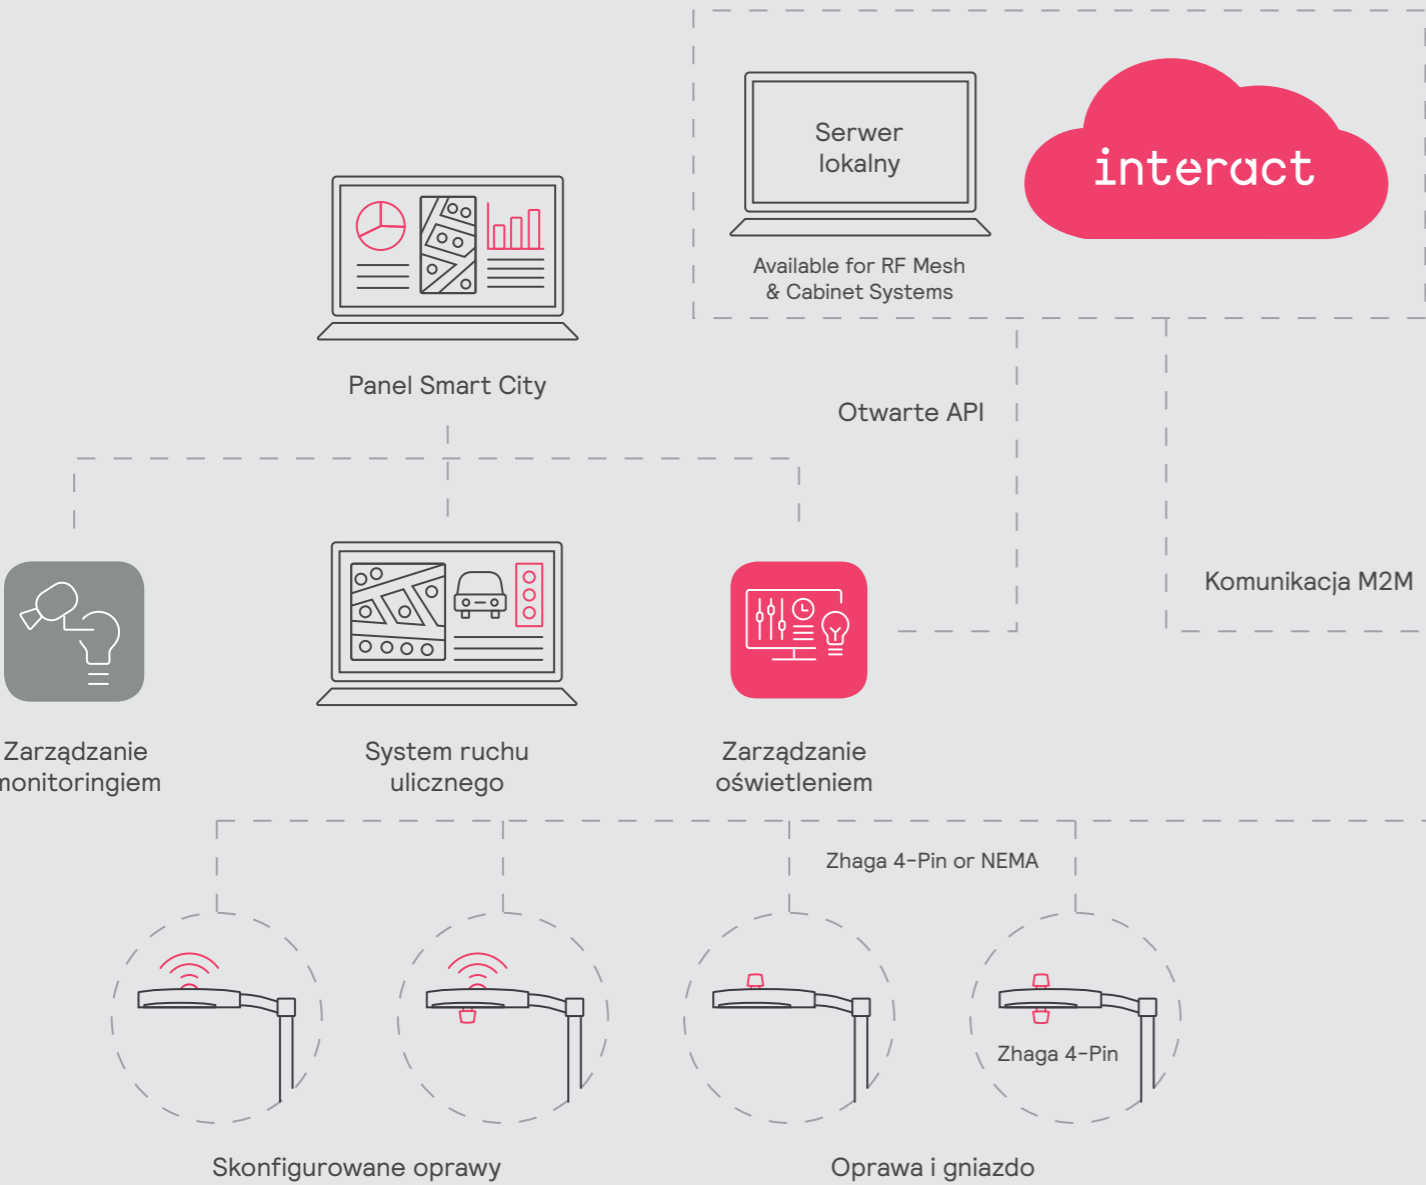 Serwer
lokalny
interact
Available for RF Mesh
& Cabinet Systems
Panel Smart City
Otwarte API
Komunikacja M2M
Zarządzanie
monitoringiem
System ruchu
ulicznego
Zarządzanie
oświetleniem
Zhaga 4-Pin or NEMA
Zhaga 4-Pin
Skonfigurowane oprawy
Oprawa i gniazdo